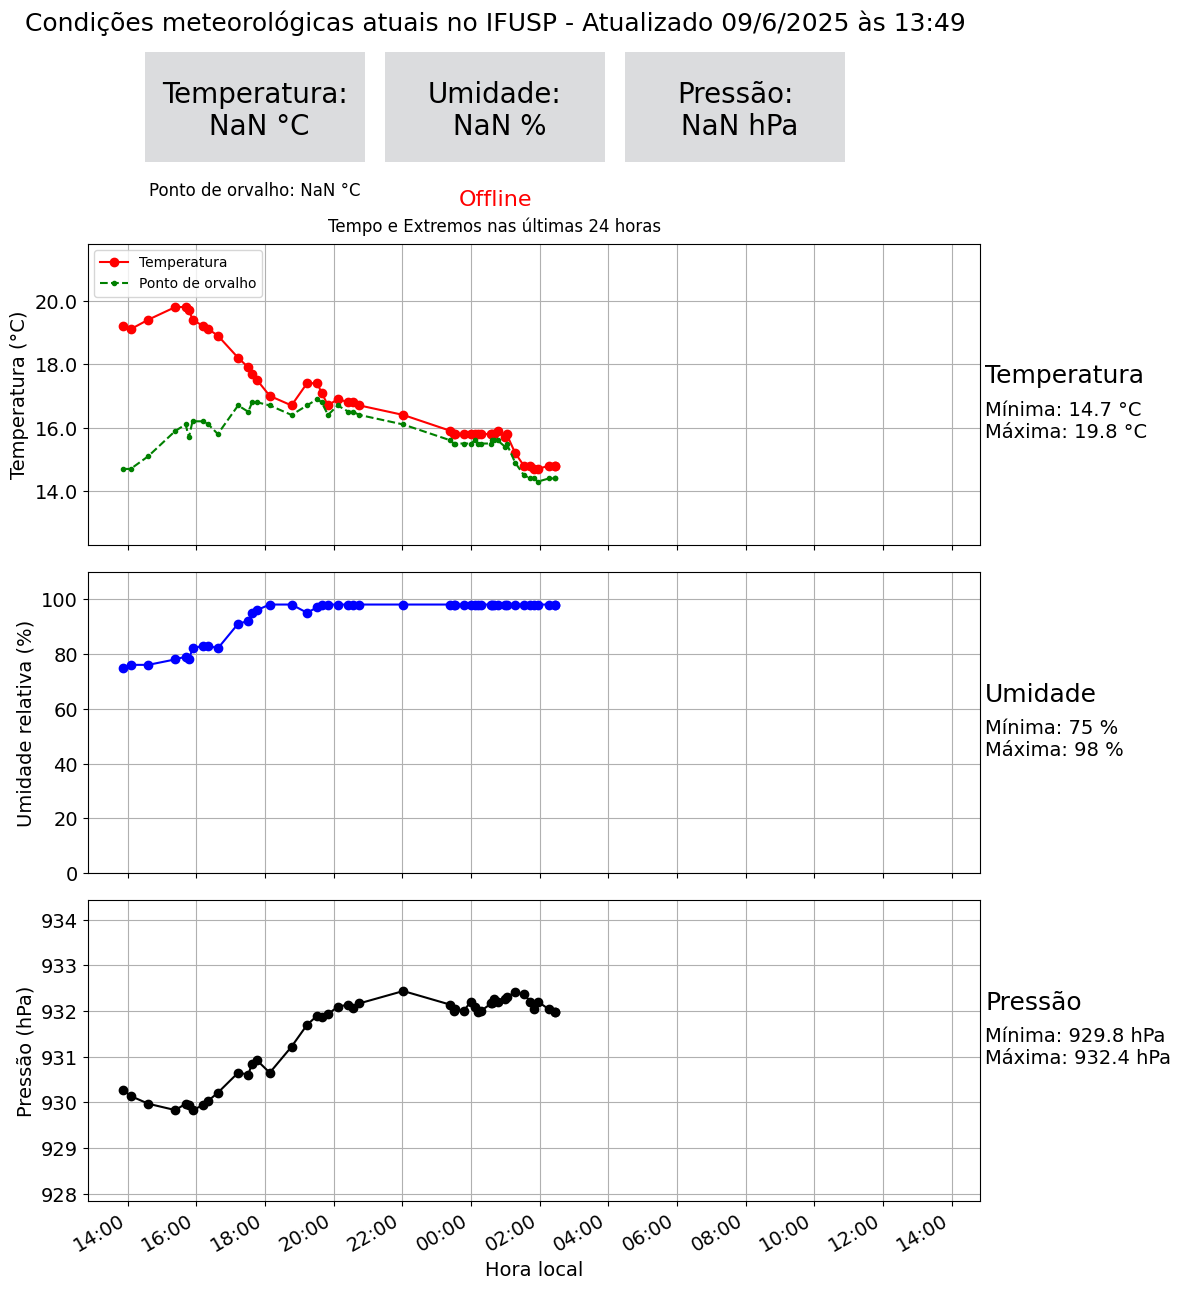 Condições meteorológicas atuais no IFUSP - Atualizado 09/6/2025 às 13:49
Temperatura:
NaN °C
Umidade:
NaN %
Pressão:
NaN hPa
Ponto de orvalho: NaN °C
Offline
Tempo e Extremos nas últimas 24 horas
Temperatura
Ponto de orvalho
Temperatura (°C)
20.0
18.0
16.0
14.0
Temperatura
Mínima: 14.7 °C
Máxima: 19.8 °C
Umidade relativa (%)
100
80
60
40
20
0
Umidade
Mínima: 75 %
Máxima: 98 %
Pressão (hPa)
934
933
932
931
930
929
928
Pressão
Mínima: 929.8 hPa
Máxima: 932.4 hPa
14:00 16:00 18:00 20:00 22:00 00:00 02:00 04:00 06:00 08:00 10:00 12:00 14:00
Hora local